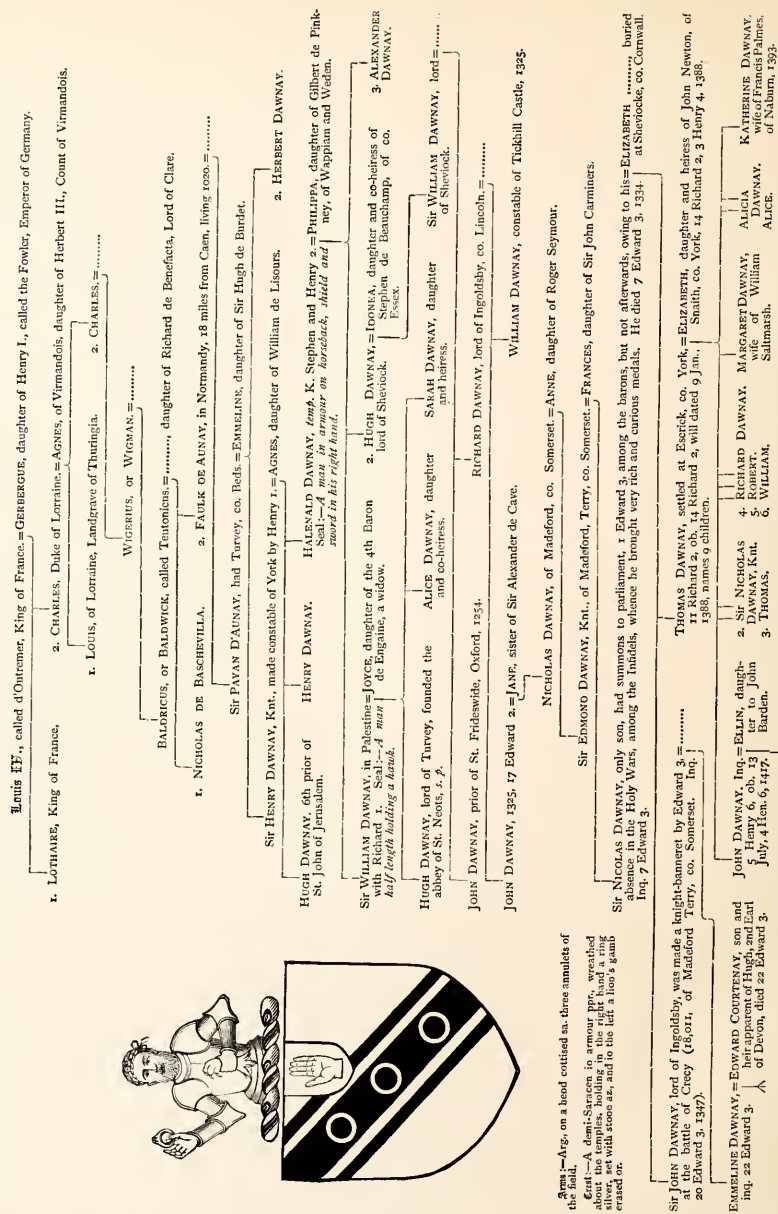 Louis IV., called d'Outremer, King of France.=GERBERGUE, daughter of Henry I., called the Fowler, Emperor of Germany.
1. LOTHAIRE, King of France.
2. CHARLES, Duke of Lorraine.=AGNES, of Virmandois, daughter of Herbert III., Count of Virmandois.
1. LOUIS, of Lorraine, Landgrave of Thuringia.
2. CHARLES.=.........
WIGERIUS, or WIGMAN.=.........
BALDRICUS, or BALDWICK, called Teutonicus.=........., daughter of Richard de Benefacta, Lord of Clare.
1. NICHOLAS DE BASCHEVILLA.
2. FAULK DE AUNAY, in Normandy, 18 miles from Caen, living 1020.=.........
Sir PAYAN D'AUNAY, had Turvey, co. Beds.=EMMELINE, daughter of Sir Hugh de Burdet.
Sir HENRY DAWNAY, Knt., made constable of York by Henry 1.=AGNES, daughter of William de Lisours.
2. HERBERT DAWNAY.
HUGH DAWNAY, 6th prior of
St. John of Jerusalem.
HENRY DAWNAY.
HALENALD DAWNAY, temp. K. Stephen and Henry 2.=PHILIPPA, daughter of Gilbert de Pink-
Seal:—A man in armour on horseback, shield and
sword in his right hand.
ney, of Wappiam and Weden.
Sir WILLIAM DAWNAY, in Palestine=JOYCE, daughter of the 4th Baron
with Richard 1. Seal:—A man
half length holding a hawk.
de Engaine, a widow.
2. HUGH DAWNAY,=IDONEA, daughter and co-heiress of
lord of Sheviock.
Stephen de Beauchamp, of co.
Essex.
3. ALEXANDER
DAWNAY.
HUGH DAWNAY, lord of Turvey, founded the
abbey of St. Neots, s. p.
ALICE DAWNAY, daughter
and co-heiress.
SARAH DAWNAY, daughter
and heiress.
Sir WILLIAM DAWNAY, lord=......
of Sheviock.
JOHN DAWNAY, prior of St. Frideswide, Oxford, 1254.
RICHARD DAWNAY, lord of Ingoldsby, co. Lincoln.=.........
JOHN DAWNAY, 1325, 17 Edward 2.=JANE, sister of Sir Alexander de Cave.
WILLIAM DAWNAY, constable of Tickhill Castle, 1325.
NICHOLAS DAWNAY, of Madeford, co. Somerset.=ANNE, daughter of Roger Seymour.
Sir EDMOND DAWNAY, Knt., of Madeford, Terry, co. Somerset.=FRANCES, daughter of Sir John Carminers.
Sir NICOLAS DAWNAY, only son, had summons to parliament, 1 Edward 3, among the barons, but not afterwards, owing to his=ELIZABETH ........., buried
absence in the Holy Wars, among the Infidels, whence he brought very rich and curious medals. He died 7 Edward 3, 1334.
at Sheviocke, co. Cornwall.
Inq. 7 Edward 3.
Arms:—Arg., on a beod cottised sa. three annulets of
the field.
Crest:—A demi-Saracen io armour ppr., wreathed
about the temples, holding in the right hand a ring
silver, set with stooe az, and io the left a lioo's gamb
erased or.
Sir JOHN DAWNAY, lord of Ingoldsby, was made a knight-banneret by Edward 3=.........
at the battle of Crecy (18,011, of Madeford Terry, co. Somerset. Inq.
20 Edward 3, 1347).
THOMAS DAWNAY, settled at Escrick, co. York,=ELIZABETH, daughter and heiress of John Newton, of
11 Richard 2, ob. 14 Richard 2, will dated 9 Jan.,
1388, names 9 children.
Snaith, co. York, 14 Richard 2, 3 Henry 4, 1388.
EMMELINE DAWNAY,=EDWARD COURTENAY, son and
inq. 22 Edward 3.
heir apparent of Hugh, 2nd Earl
of Devon, died 22 Edward 3.
JOHN DAWNAY, Inq.=ELLIN, daugh-
5 Henry 6, ob. 13
July, 4 Hen. 6, 1417.
ter to John
Barden.
2. Sir NICHOLAS
DAWNAY, Knt.
3. THOMAS,
4. RICHARD DAWNAY.
5. ROBERT.
6. WILLIAM,
MARGARET DAWNAY,
wife of William
Saltmarsh.
ALICIA
DAWNAY.
ALICE.
KATHERINE DAWNAY,
wife of Francis Palmes,
of Naburn, 1393.